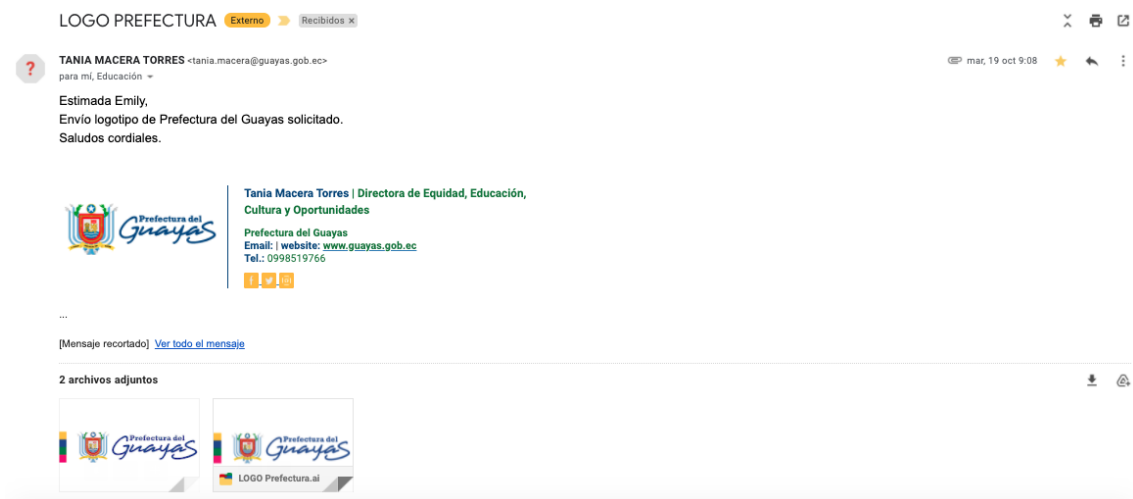 LOGO PREFECTURA Externo Recibidos x
TANIA MACERA TORRES <tania.macera@guayas.gob.ec> mar, 19 oct 9:08
para mí, Educación
Estimada Emily,
Envío logotipo de Prefectura del Guayas solicitado.
Saludos cordiales.
Prefectura del
Guayas
Tania Macera Torres | Directora de Equidad, Educación,
Cultura y Oportunidades
Prefectura del Guayas
Email: | website: www.guayas.gob.ec
Tel.: 0998519766
...
[Mensaje recortado] Ver todo el mensaje
2 archivos adjuntos
Prefectura del
Guayas
Prefectura del
Guayas
LOGO Prefectura.ai